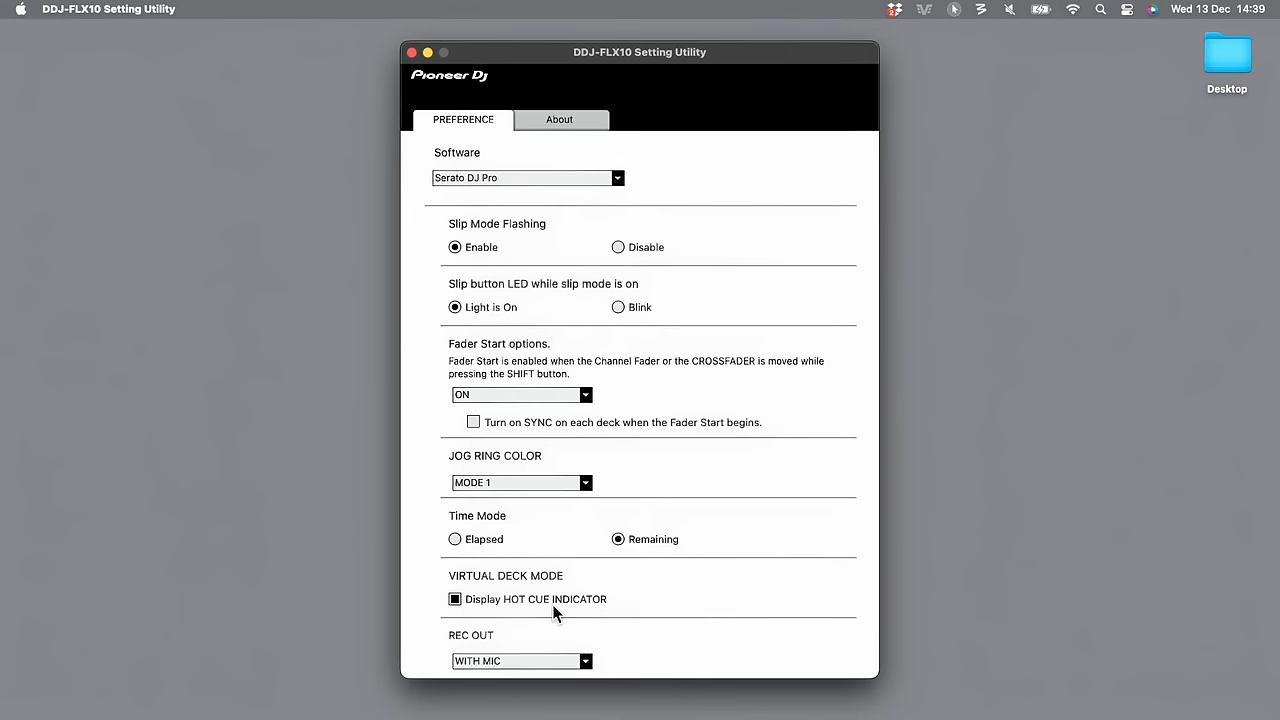 DDJ-FLX10 Setting Utility
2
Wed 13 Dec 14:39
DDJ-FLX10 Setting Utility
Pioneer Dj
Desktop
PREFERENCE
About
Software
Serato DJ Pro
Slip Mode Flashing
Enable
Disable
Slip button LED while slip mode is on
Light is On
Blink
Fader Start options.
Fader Start is enabled when the Channel Fader or the CROSSFADER is moved while
pressing the SHIFT button.
ON
Turn on SYNC on each deck when the Fader Start begins.
JOG RING COLOR
MODE 1
Time Mode
Elapsed
Remaining
VIRTUAL DECK MODE
Display HOT CUE INDICATOR
REC OUT
WITH MIC